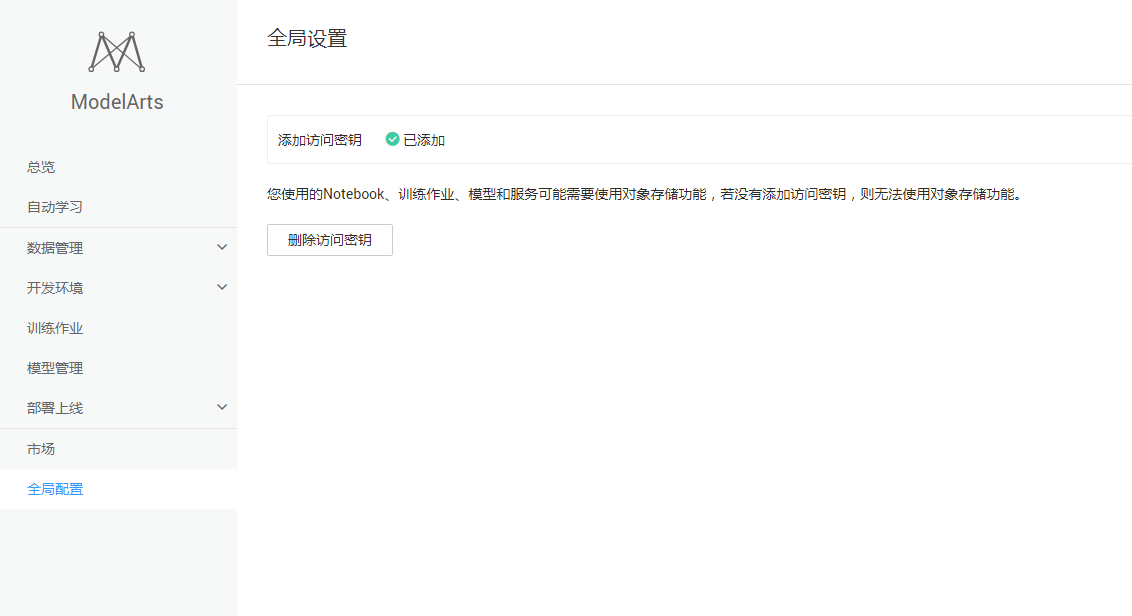 ModelArts
总览
自动学习
数据管理
开发环境
训练作业
模型管理
部署上线
市场
全局配置
全局设置
添加访问密钥 已添加
您使用的Notebook、训练作业、模型和服务可能需要使用对象存储功能，若没有添加访问密钥，则无法使用对象存储功能。
删除访问密钥